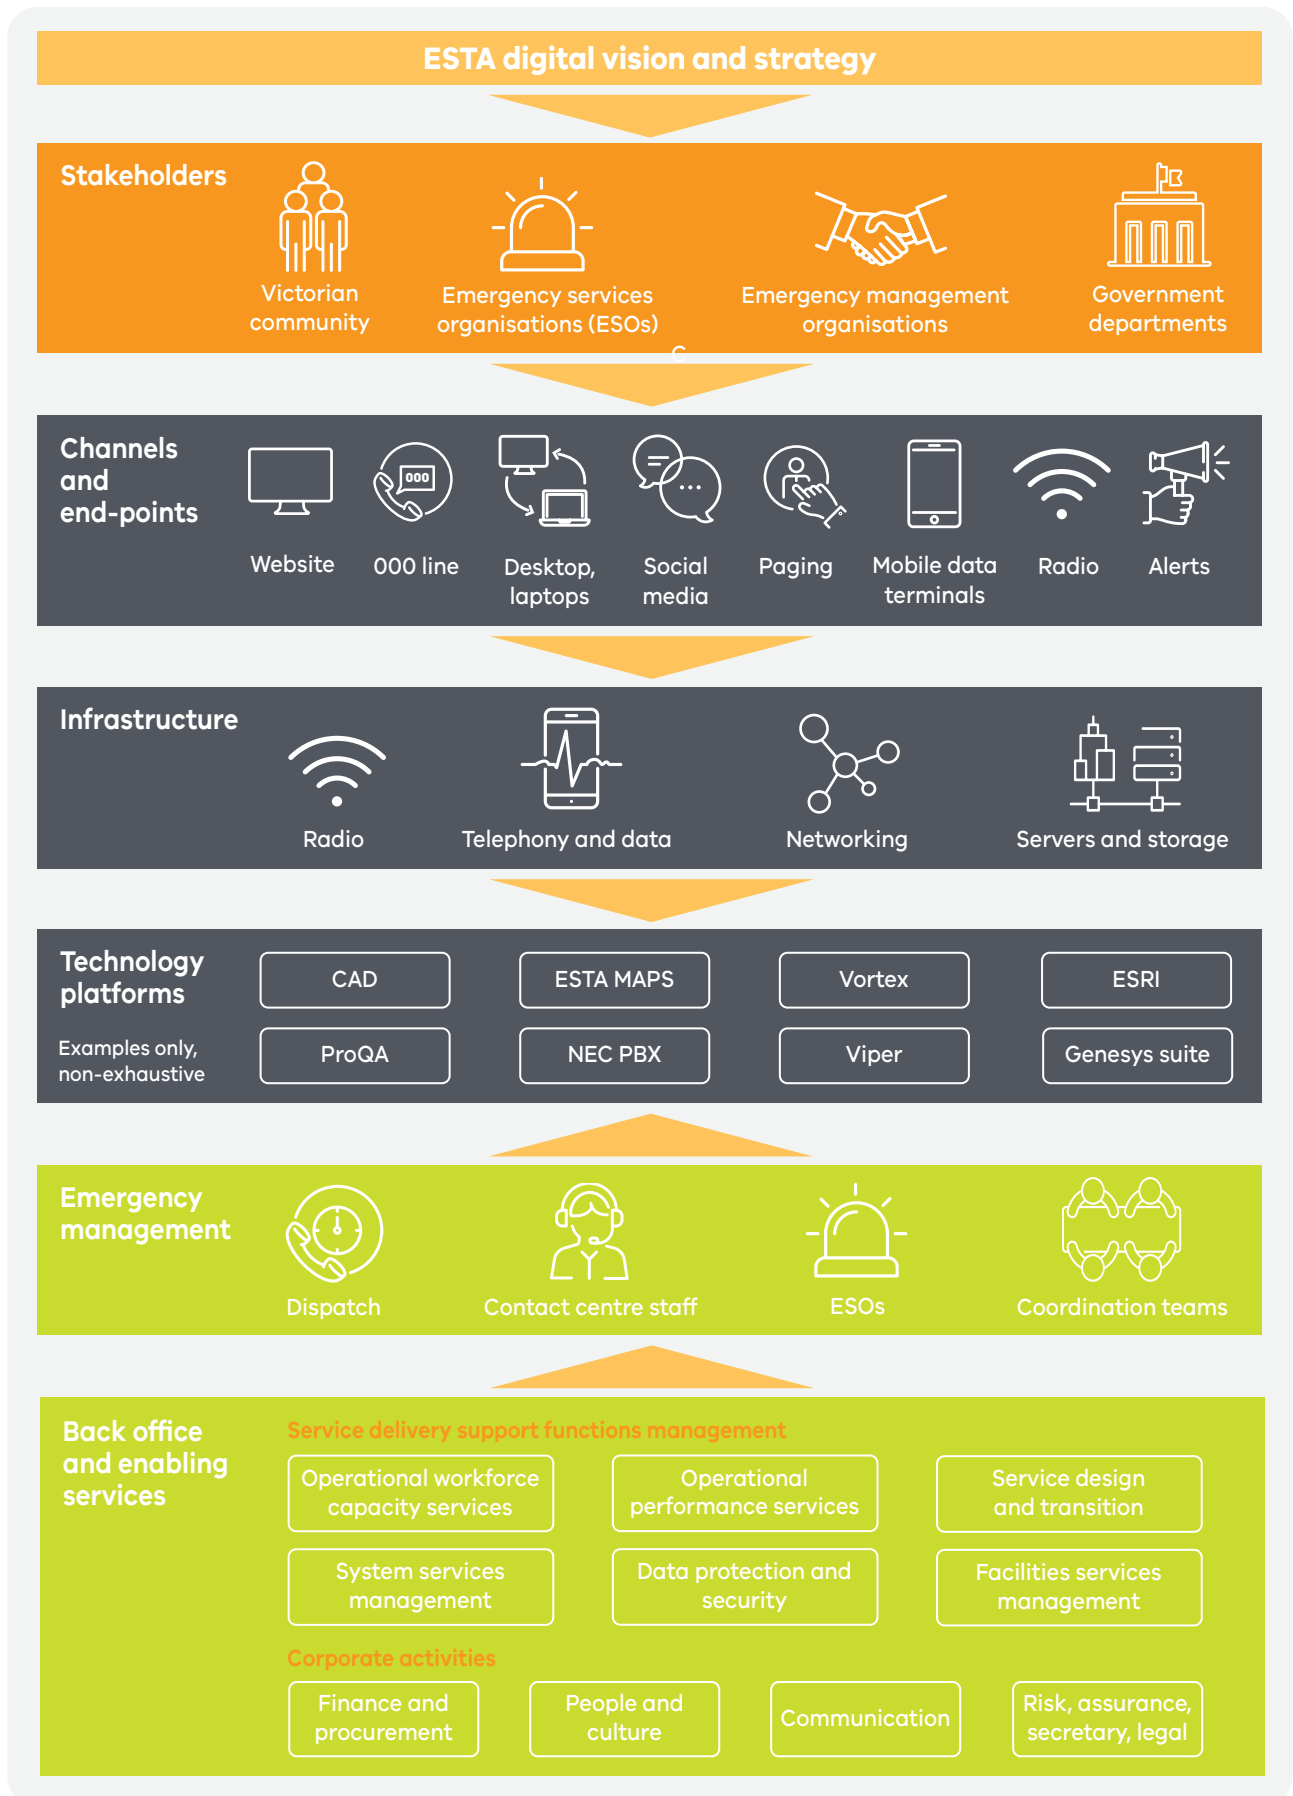 ESTA digital vision and strategy
Stakeholders
Victorian
community
Emergency services
organisations (ESOs)
Emergency management
organisations
Government
departments
C
Channels
and
end-points
000
Website
000 line
Desktop,
laptops
Social
media
Paging
Mobile data
terminals
Radio
Alerts
Infrastructure
Radio
Telephony and data
Networking
Servers and storage
Technology
platforms
Examples only,
non-exhaustive
CAD
ESTA MAPS
Vortex
ESRI
ProQA
NEC PBX
Viper
Genesys suite
Emergency
management
Dispatch
Contact centre staff
ESOs
Coordination teams
Back office
and enabling
services
Service delivery support functions management
Operational workforce
capacity services
Operational
performance services
Service design
and transition
System services
management
Data protection and
security
Facilities services
management
Corporate activities
Finance and
procurement
People and
culture
Communication
Risk, assurance,
secretary, legal